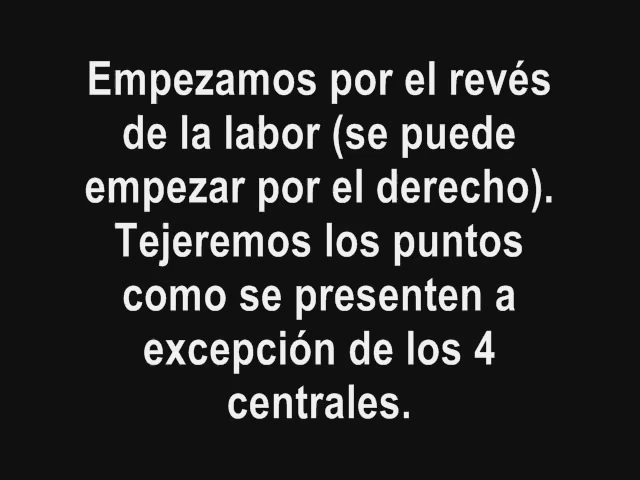 Empezamos por el revés
de la labor (se puede
empezar por el derecho).
Tejeremos los puntos
como se presenten a
excepción de los 4
centrales.